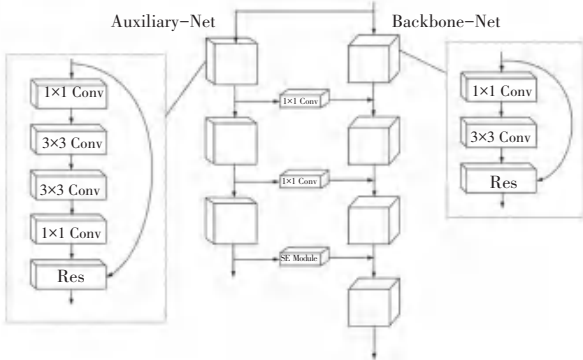 Auxiliary-Net
Backbone-Net
1×1 Conv
3×3 Conv
3×3 Conv
1×1 Conv
Res
1×1 Conv
1×1 Conv
SE Module
1×1 Conv
3×3 Conv
Res